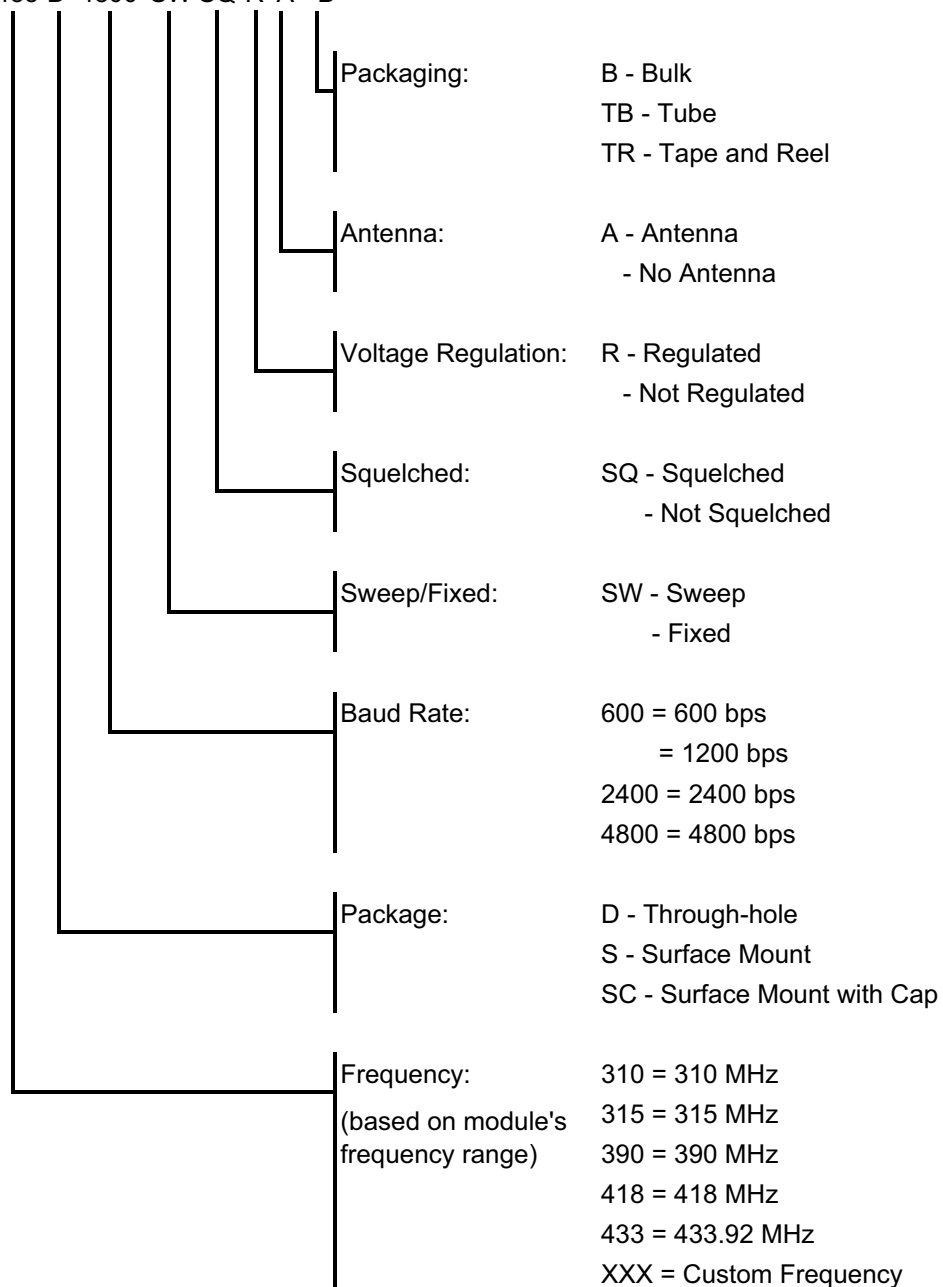 Packaging: B - Bulk
TB - Tube
TR - Tape and Reel
Antenna: A - Antenna
- No Antenna
Voltage Regulation: R - Regulated
- Not Regulated
Squelched: SQ - Squelched
- Not Squelched
Sweep/Fixed: SW - Sweep
- Fixed
Baud Rate: 600 = 600 bps
= 1200 bps
2400 = 2400 bps
4800 = 4800 bps
Package: D - Through-hole
S - Surface Mount
SC - Surface Mount with Cap
Frequency: 310 = 310 MHz
(based on module's 315 = 315 MHz
frequency range) 390 = 390 MHz
418 = 418 MHz
433 = 433.92 MHz
XXX = Custom Frequency